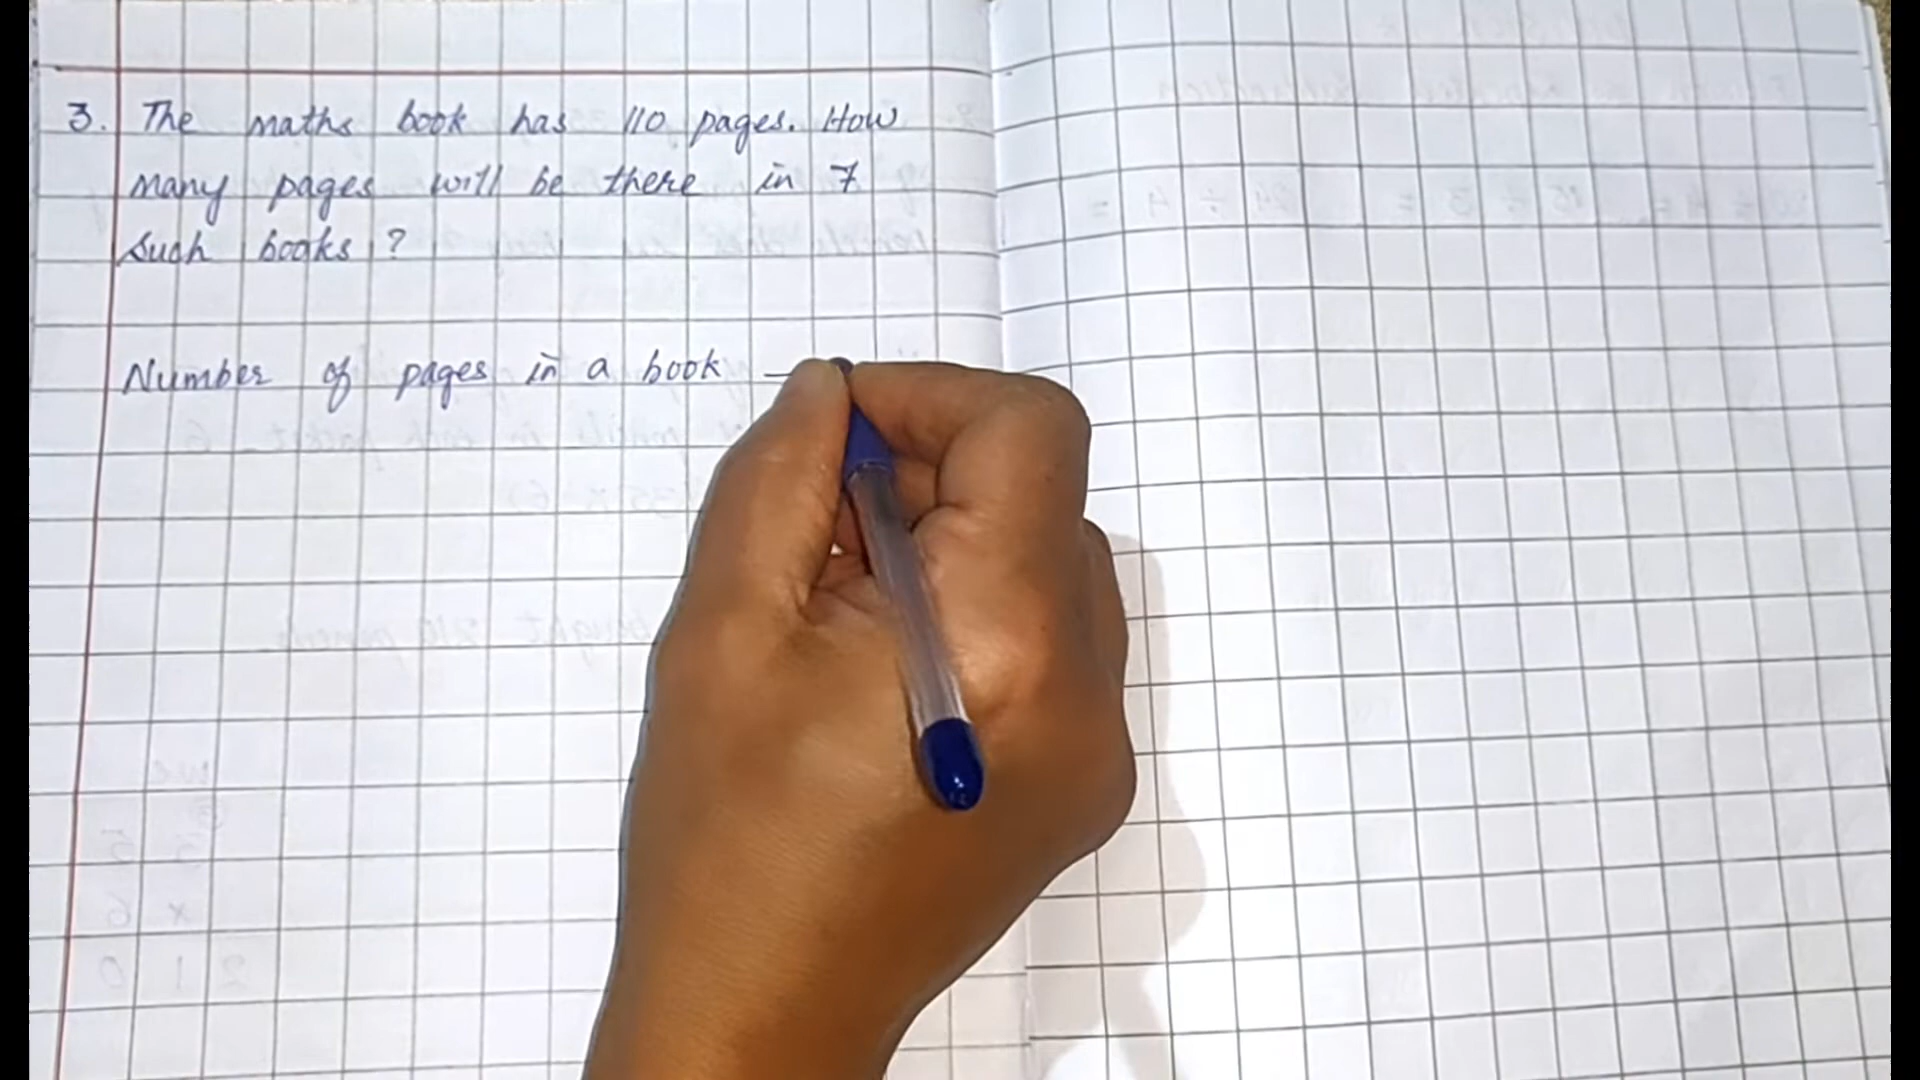 3. The maths book has 110 pages. How
many pages will be there in 7
such books?
Number of pages in a book —